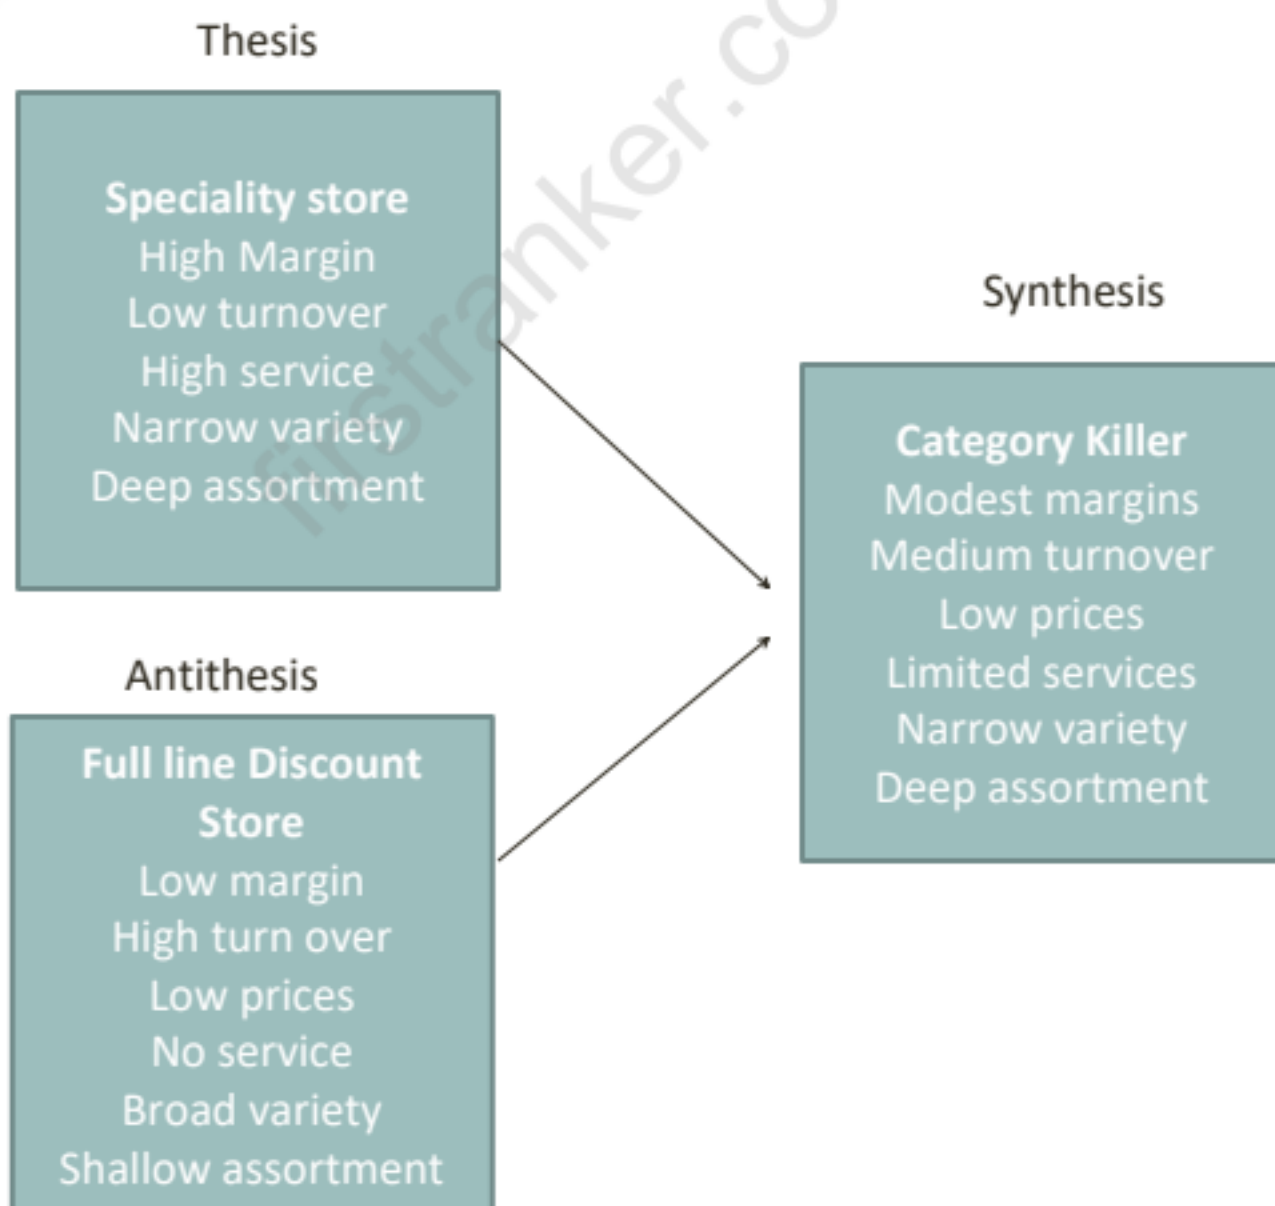 Thesis
Speciality store
High Margin
Low turnover
High service
Narrow variety
Deep assortment
Antithesis
Full line Discount
Store
Low margin
High turn over
Low prices
No service
Broad variety
Shallow assortment
Synthesis
Category Killer
Modest margins
Medium turnover
Low prices
Limited services
Narrow variety
Deep assortment
firstranker.co